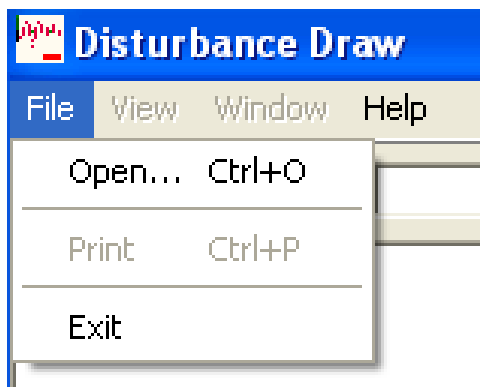 Disturbance Draw
File View Window Help
Open... Ctrl+O
Print Ctrl+P
Exit